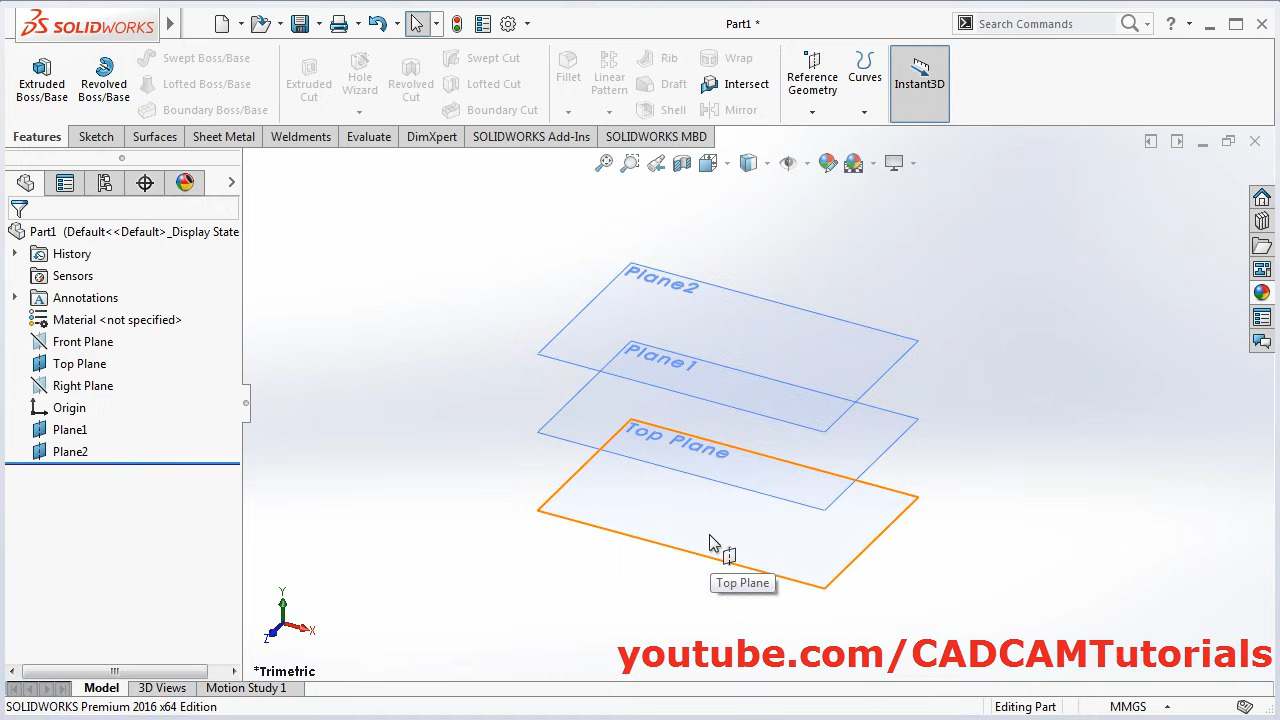 SOLIDWORKS
Part1 *
Search Commands
Extruded Boss/Base
Revolved Boss/Base
Swept Boss/Base
Lofted Boss/Base
Boundary Boss/Base
Extruded Cut
Hole Wizard
Revolved Cut
Swept Cut
Lofted Cut
Boundary Cut
Fillet
Linear Pattern
Rib
Draft
Shell
Wrap
Intersect
Mirror
Reference Geometry
Curves
Instant3D
Features
Sketch
Surfaces
Sheet Metal
Weldments
Evaluate
DimXpert
SOLIDWORKS Add-Ins
SOLIDWORKS MBD
Part1 (Default<<Default>_Display State
History
Sensors
Annotations
Material <not specified>
Front Plane
Top Plane
Right Plane
Origin
Plane1
Plane2
Plane2
Plane1
Top Plane
Top Plane
Y
X
Z
*Trimetric
youtube.com/CADCAMTutorials
Model
3D Views
Motion Study 1
SOLIDWORKS Premium 2016 x64 Edition
Editing Part
MMGS